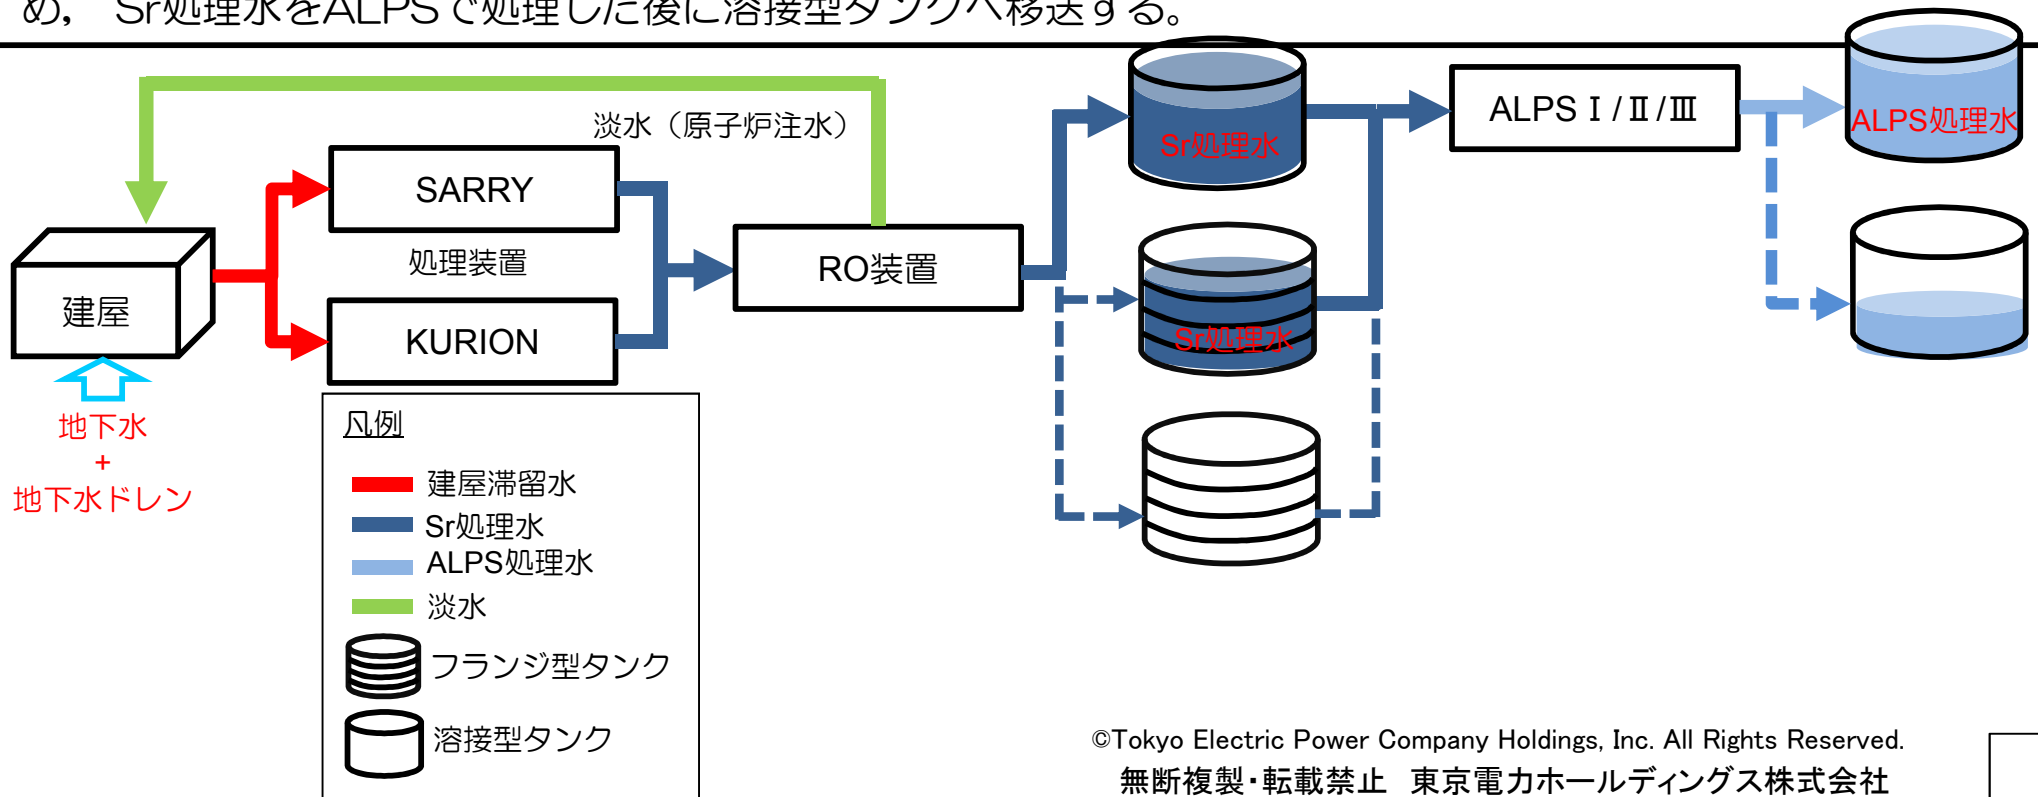 め， Sr処理水をALPSで処理した後に溶接型タンクへ移送する。
淡水（原子炉注水）
SARRY
処理装置
KURION
建屋
地下水
+
地下水ドレン
RO装置
Sr処理水
Sr処理水
ALPS Ⅰ/Ⅱ/Ⅲ
ALPS処理水
凡例
建屋滞留水
Sr処理水
ALPS処理水
淡水
フランジ型タンク
溶接型タンク
©Tokyo Electric Power Company Holdings, Inc. All Rights Reserved.
無断複製・転載禁止 東京電力ホールディングス株式会社